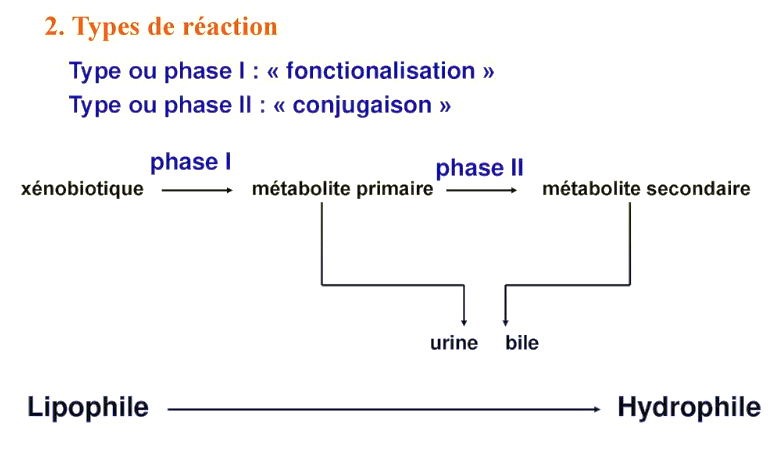 2. Types de réaction
Type ou phase I : « fonctionalisation »
Type ou phase II : « conjugaison »
phase I
phase II
xénobiotique
métabolite primaire
métabolite secondaire
urine
bile
Lipophile
Hydrophile